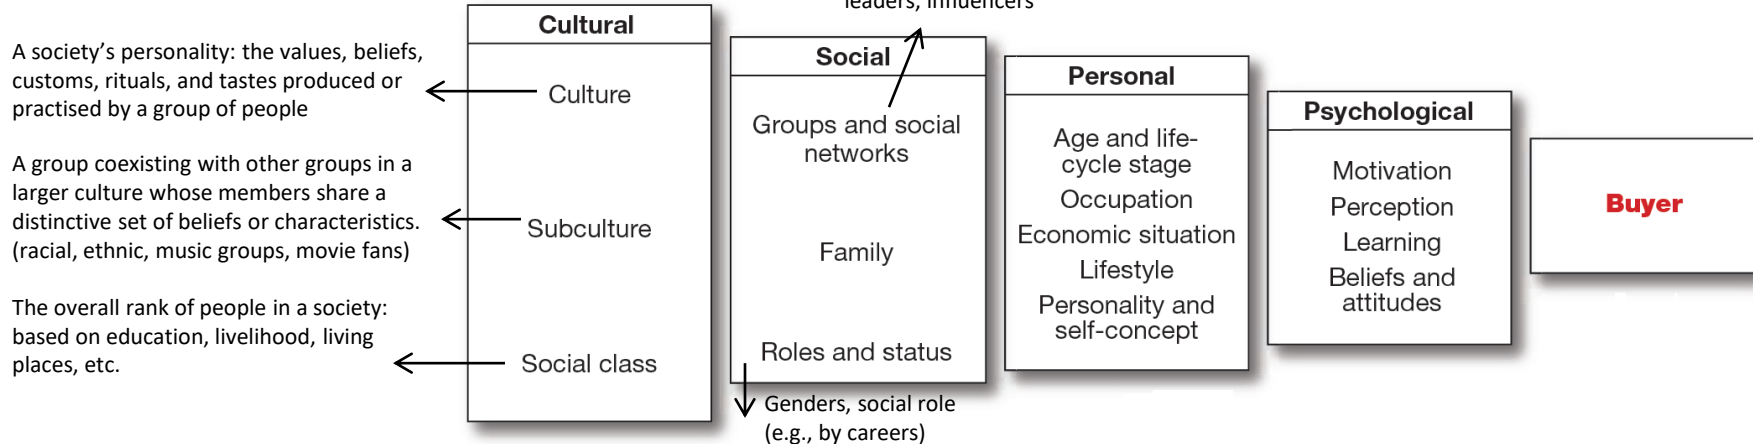 leaders, influencers
Cultural
A society's personality: the values, beliefs,
customs, rituals, and tastes produced or
practised by a group of people
Culture
A group coexisting with other groups in a
larger culture whose members share a
distinctive set of beliefs or characteristics.
(racial, ethnic, music groups, movie fans)
Subculture
The overall rank of people in a society:
based on education, livelihood, living
places, etc.
Social class
Social
Groups and social
networks
Family
Roles and status
Genders, social role
(e.g., by careers)
Personal
Age and life-
cycle stage
Occupation
Economic situation
Lifestyle
Personality and
self-concept
Psychological
Motivation
Perception
Learning
Beliefs and
attitudes
Buyer